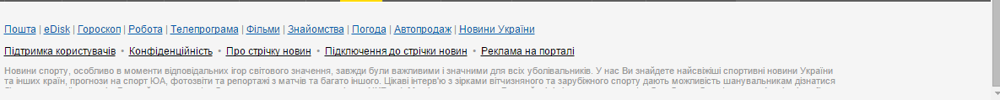 Пошта | eDisk | Гороскоп | Робота | Телепрограма | Фільми | Знайомства | Погода | Автопродаж | Новини України
Підтримка користувачів • Конфіденційність • Про стрічку новин • Підключення до стрічки новин • Реклама на порталі
Новини спорту, особливо в моменти відповідальних ігор світового значення, завжди були важливими і значними для всіх уболівальників. У нас Ви знайдете найсвіжіші спортивні новини України
та інших країн, прогнози на спорт ЮА, фотозвіти та репортажі з матчів та багато іншого. Цікаві інтерв'ю з зірками вітчизняного та зарубіжного спорту дають можливість шанувальникам дізнатися